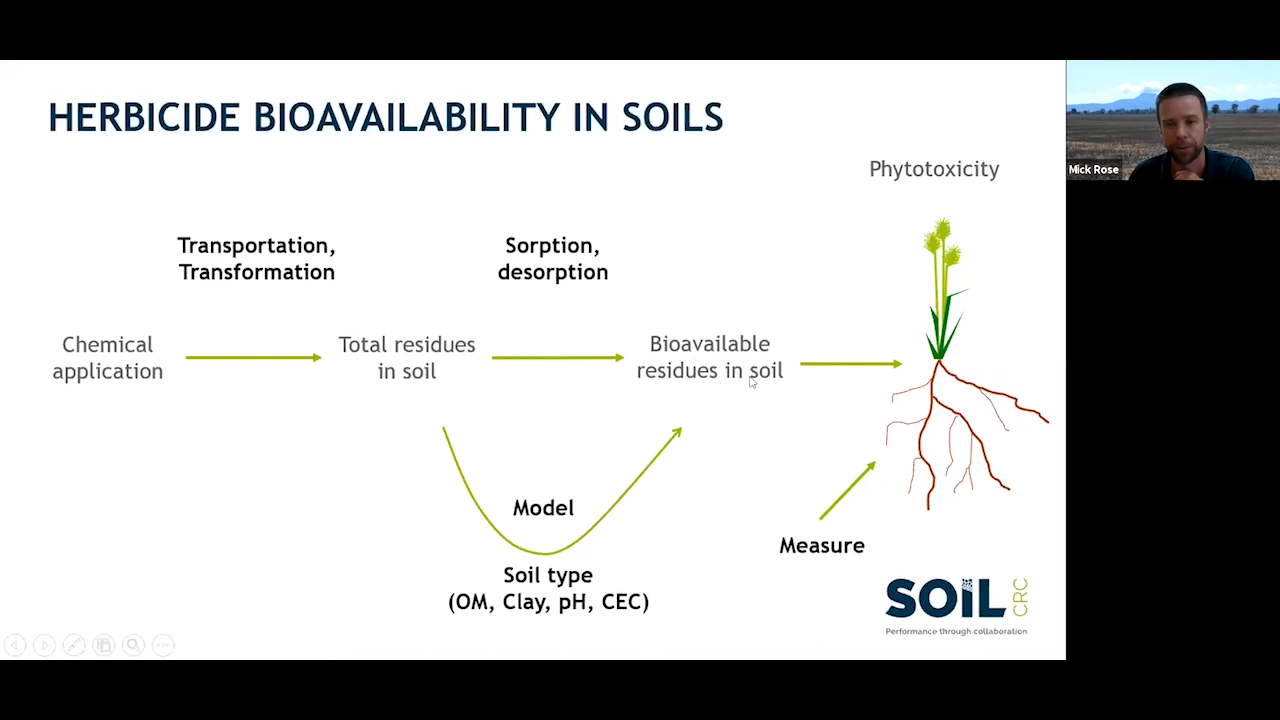 HERBICIDE BIOAVAILABILITY IN SOILS
Mick Rose
Phytotoxicity
Transportation,
Transformation
Sorption,
desorption
Chemical
application
Total residues
in soil
Bioavailable
residues in soil
Model
Measure
Soil type
(OM, Clay, pH, CEC)
SOIL CRC
Performance through collaboration